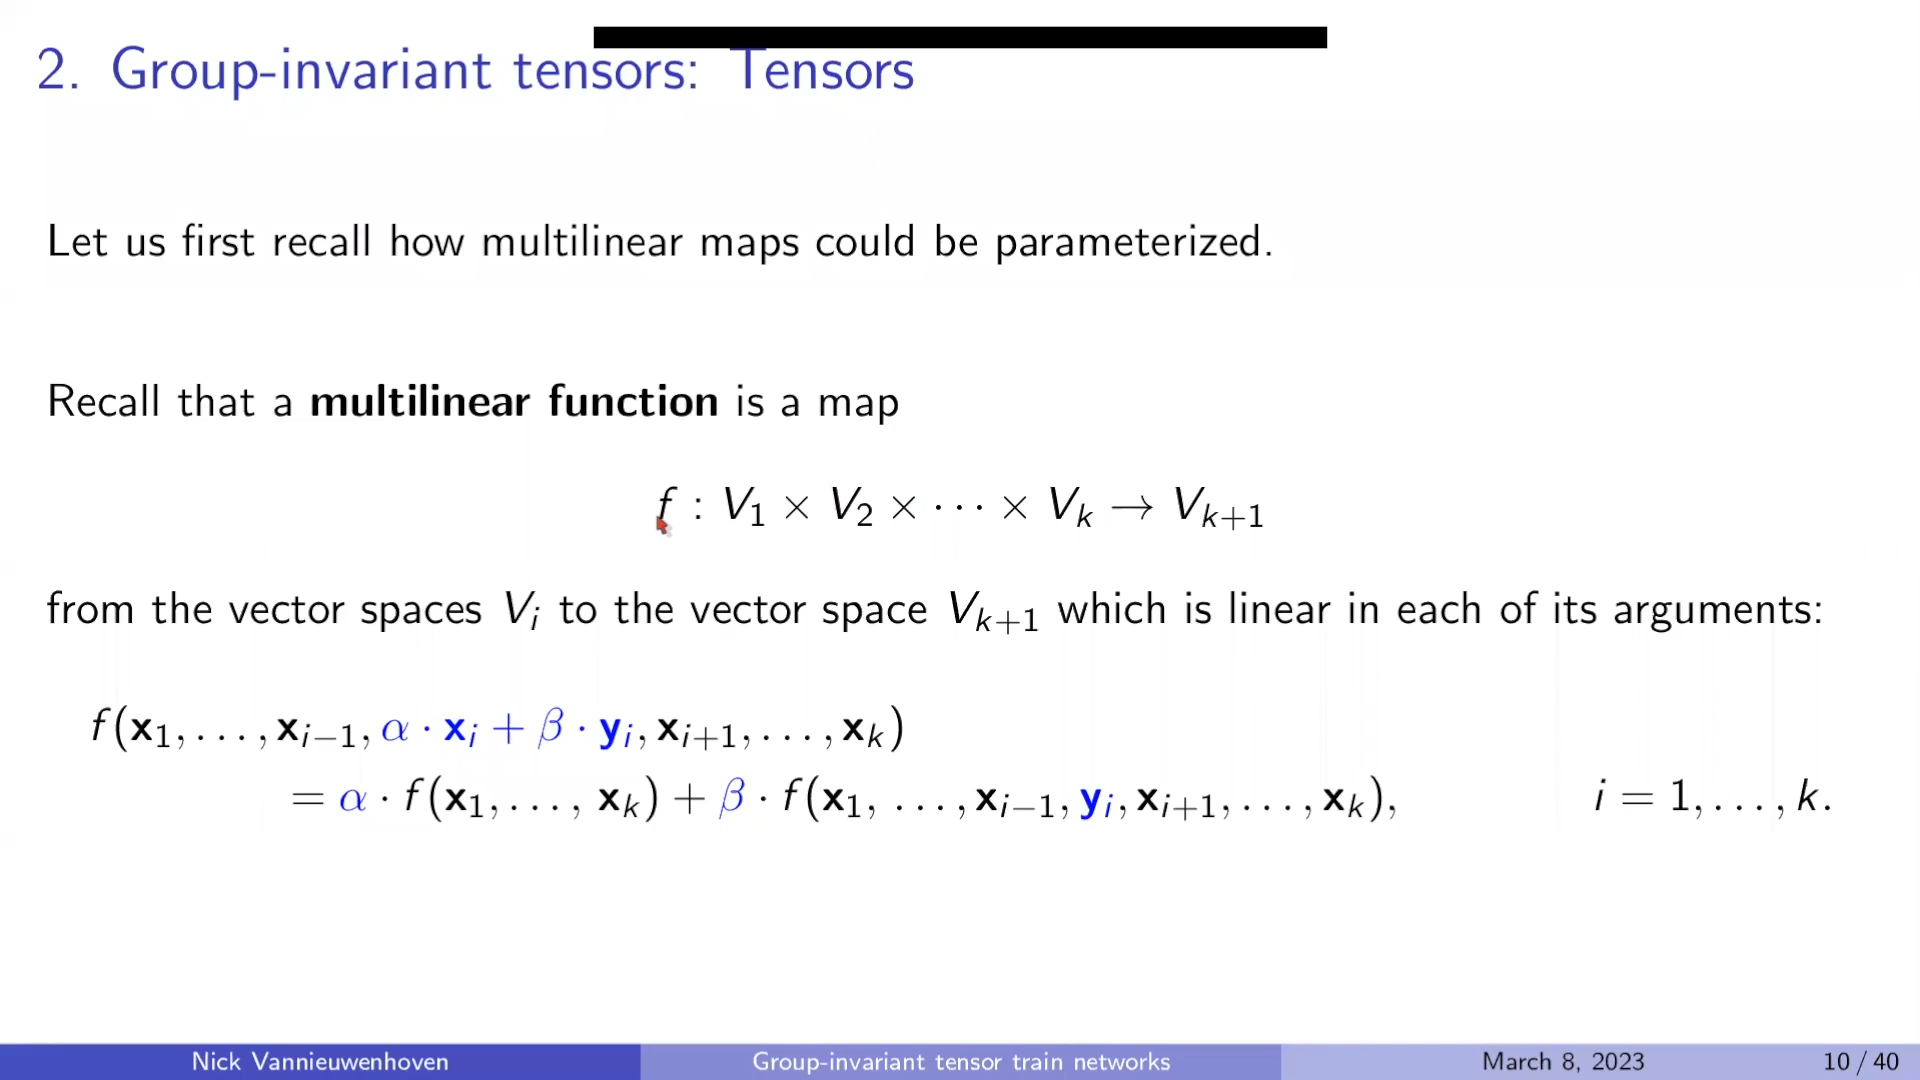 2. Group-invariant tensors: Tensors
Let us first recall how multilinear maps could be parameterized.
Recall that a multilinear function is a map
f : V₁ × V₂ × ⋯ × Vₖ → Vₖ₊₁
from the vector spaces Vᵢ to the vector space Vₖ₊₁ which is linear in each of its arguments:
f(x₁, . . . , xᵢ₋₁, α · xᵢ + β · yᵢ, xᵢ₊₁, . . . , xₖ)
= α · f(x₁, . . . , xₖ) + β · f(x₁, . . . , xᵢ₋₁, yᵢ, xᵢ₊₁, . . . , xₖ), i = 1, . . . , k.
Nick Vannieuwenhoven Group-invariant tensor train networks March 8, 2023 10 / 40